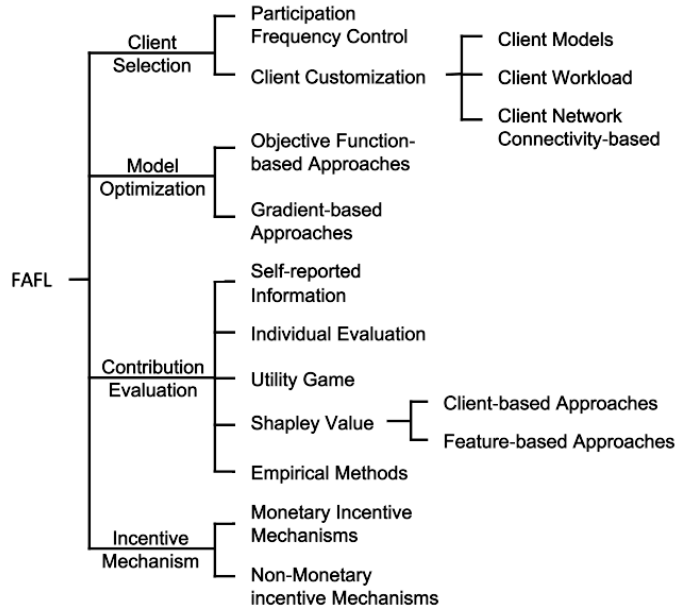 FAFL
Client
Selection
Participation
Frequency Control
Client Customization
Client Models
Client Workload
Client Network
Connectivity-based
Model
Optimization
Objective Function-
based Approaches
Gradient-based
Approaches
Contribution
Evaluation
Self-reported
Information
Individual Evaluation
Utility Game
Shapley Value
Client-based Approaches
Feature-based Approaches
Empirical Methods
Incentive
Mechanism
Monetary Incentive
Mechanisms
Non-Monetary
incentive Mechanisms